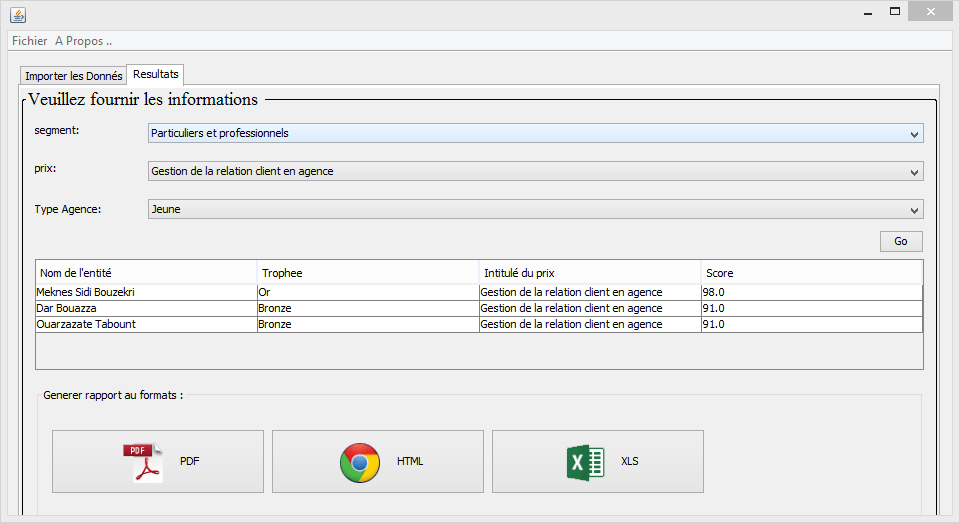 Fichier A Propos ..
Importer les Donnés Resultats
Veuillez fournir les informations
segment: Particuliers et professionnels
prix: Gestion de la relation client en agence
Type Agence: Jeune
Go
Nom de l'entité Trophee Intitulé du prix Score
Meknes Sidi Bouzekri Or Gestion de la relation client en agence 98.0
Dar Bouazza Bronze Gestion de la relation client en agence 91.0
Ouarzazate Tabount Bronze Gestion de la relation client en agence 91.0
Generer rapport au formats :
PDF PDF HTML X XLS